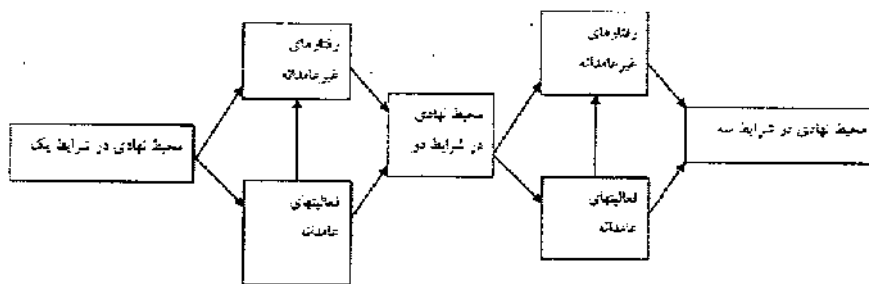 محیط نهادی در شرایط یک
رفتارهای
غیرعامدانه
فعالیتهای
عامدانه
محیط نهادی
در شرایط دو
رفتارهای
غیرعامدانه
فعالیتهای
عامدانه
محیط نهادی در شرایط سه